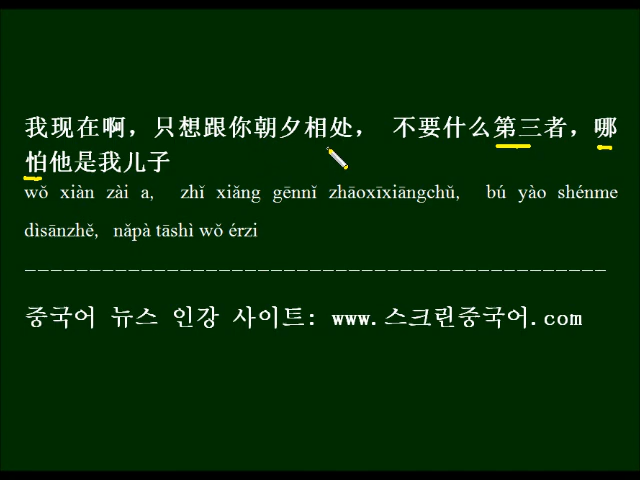 我现在啊，只想跟你朝夕相处， 不要什么第三者，哪
怕他是我儿子
wǒ xiàn zài a, zhǐ xiǎng gēnnǐ zhāoxīxiāngchǔ, bú yào shénme
dìsānzhě, nǎpà tāshì wǒ érzi
------------------------------------------------
중국어 뉴스 인강 사이트: www.스크린중국어.com